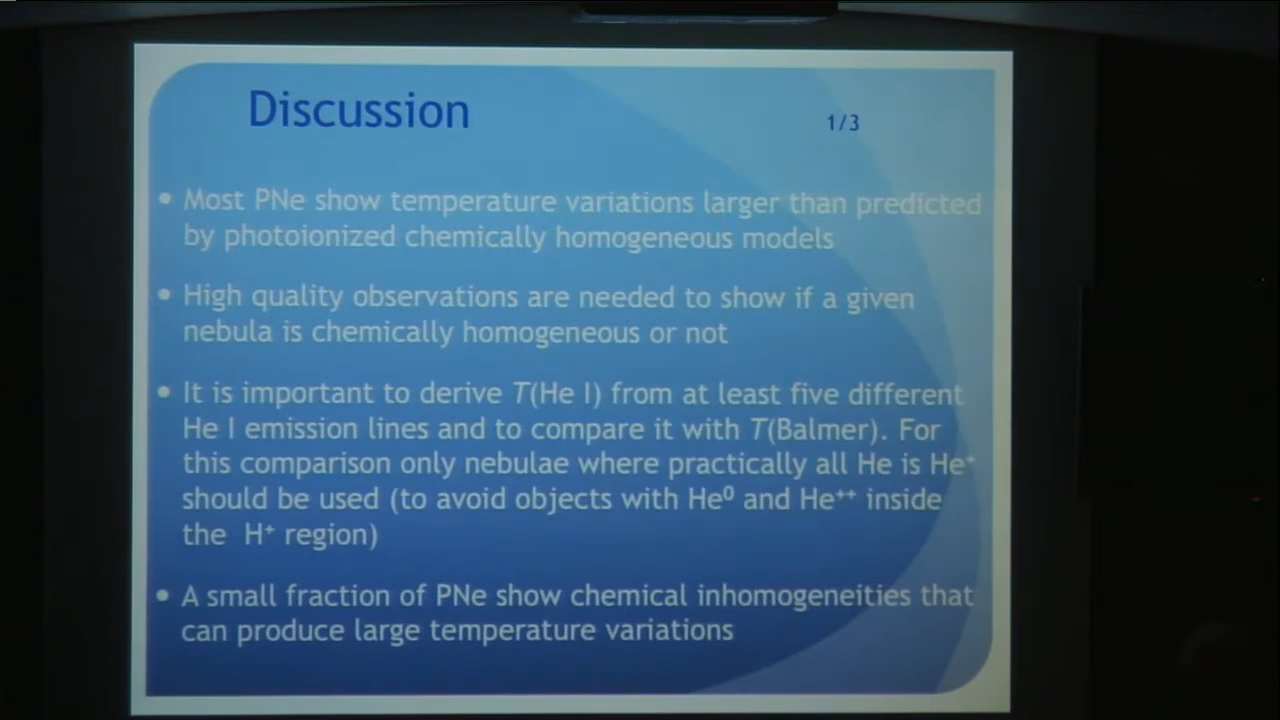 Discussion
1/3
• Most PNe show temperature variations larger than predicted
by photoionized chemically homogeneous models
• High quality observations are needed to show if a given
nebula is chemically homogeneous or not
• It is important to derive T(He I) from at least five different
He I emission lines and to compare it with T(Balmer). For
this comparison only nebulae where practically all He is He⁺
should be used (to avoid objects with He⁰ and He⁺⁺ inside
the H⁺ region)
• A small fraction of PNe show chemical inhomogeneities that
can produce large temperature variations